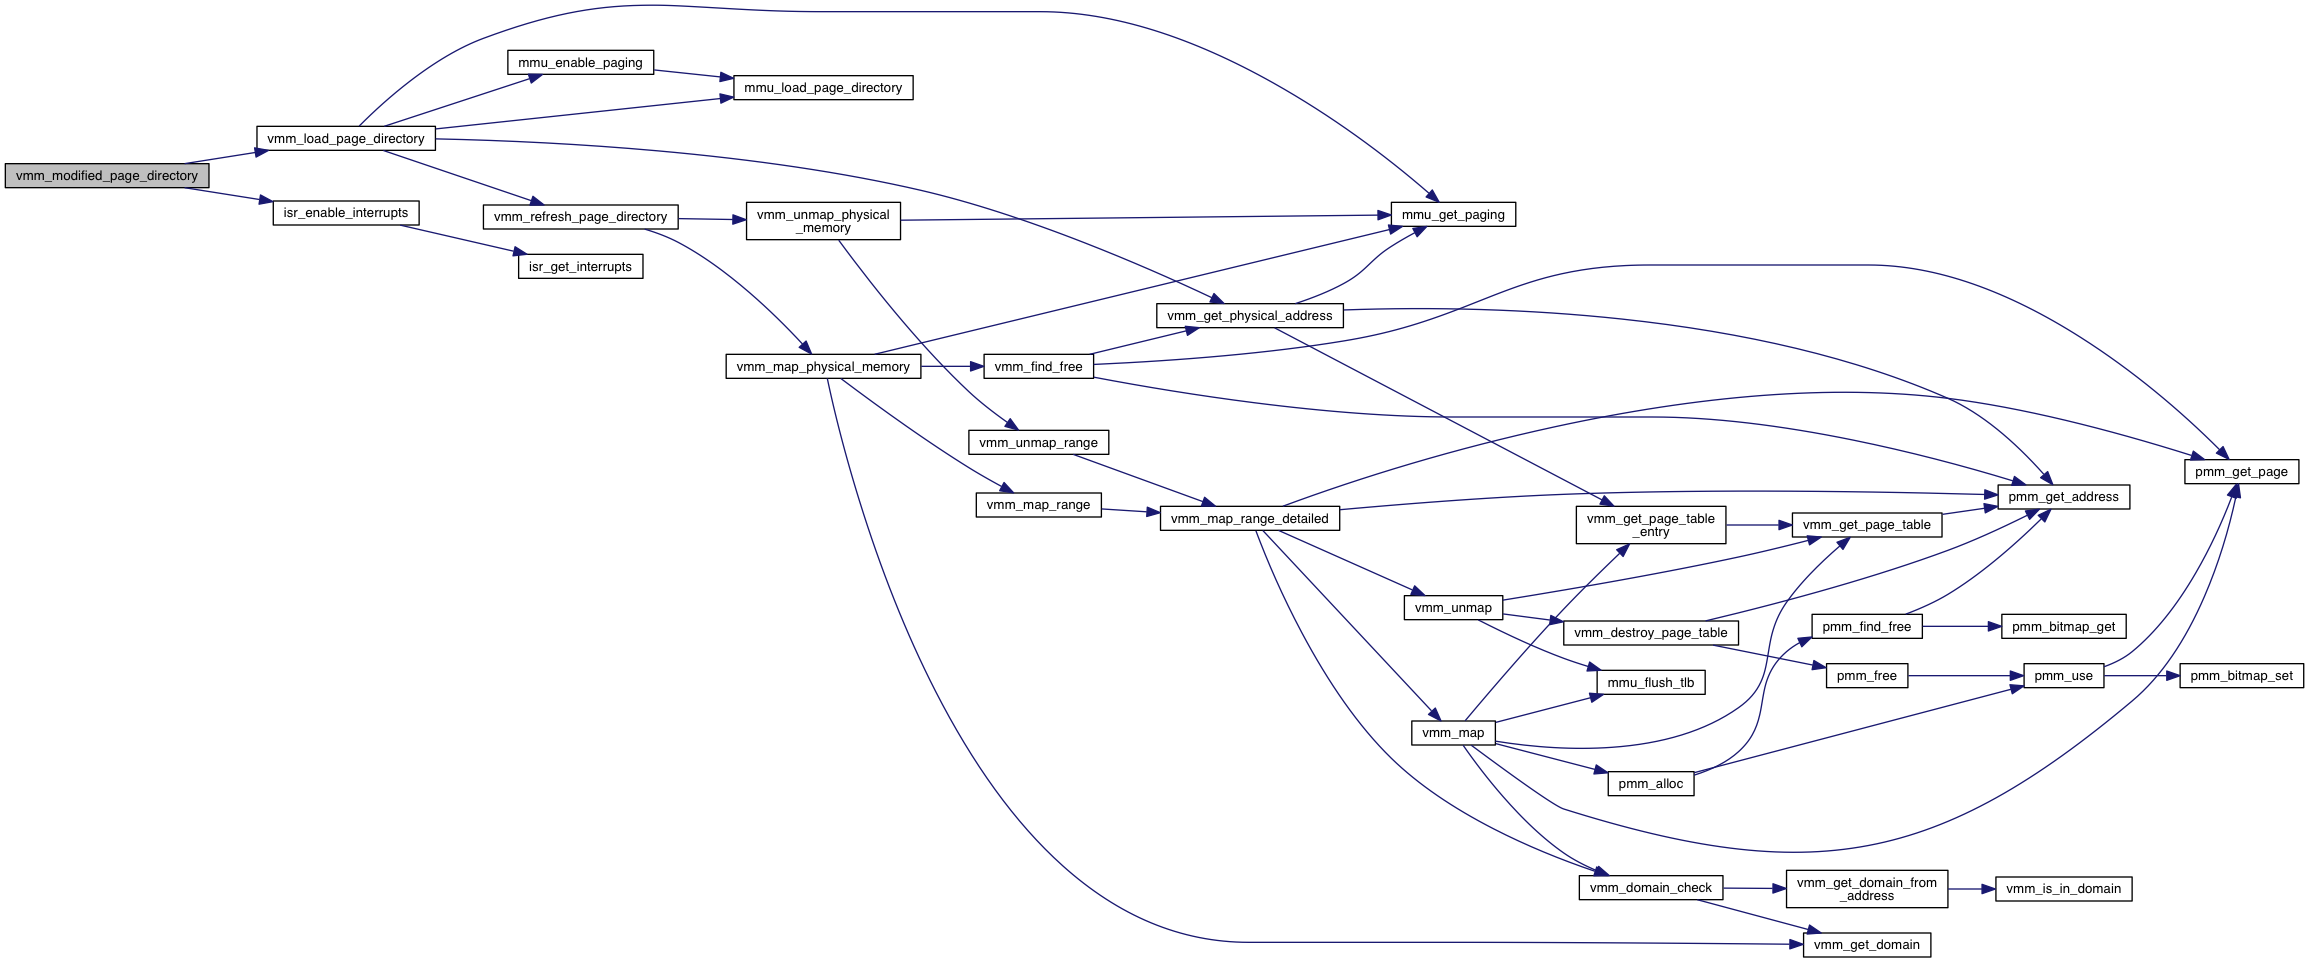 vmm_modified_page_directory
vmm_load_page_directory
isr_enable_interrupts
mmu_enable_paging
mmu_load_page_directory
vmm_refresh_page_directory
isr_get_interrupts
vmm_unmap_physical
_memory
vmm_map_physical_memory
mmu_get_paging
vmm_get_physical_address
vmm_find_free
vmm_unmap_range
vmm_map_range
vmm_map_range_detailed
pmm_get_page
pmm_get_address
vmm_get_page_table
_entry
vmm_get_page_table
vmm_unmap
vmm_destroy_page_table
pmm_find_free
pmm_bitmap_get
mmu_flush_tlb
pmm_free
pmm_use
pmm_bitmap_set
vmm_map
pmm_alloc
vmm_domain_check
vmm_get_domain_from
_address
vmm_is_in_domain
vmm_get_domain